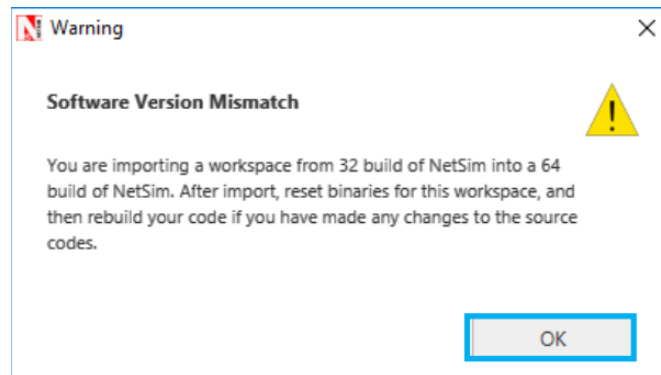 Warning
Software Version Mismatch
You are importing a workspace from 32 build of NetSim into a 64
build of NetSim. After import, reset binaries for this workspace, and
then rebuild your code if you have made any changes to the source
codes.
OK